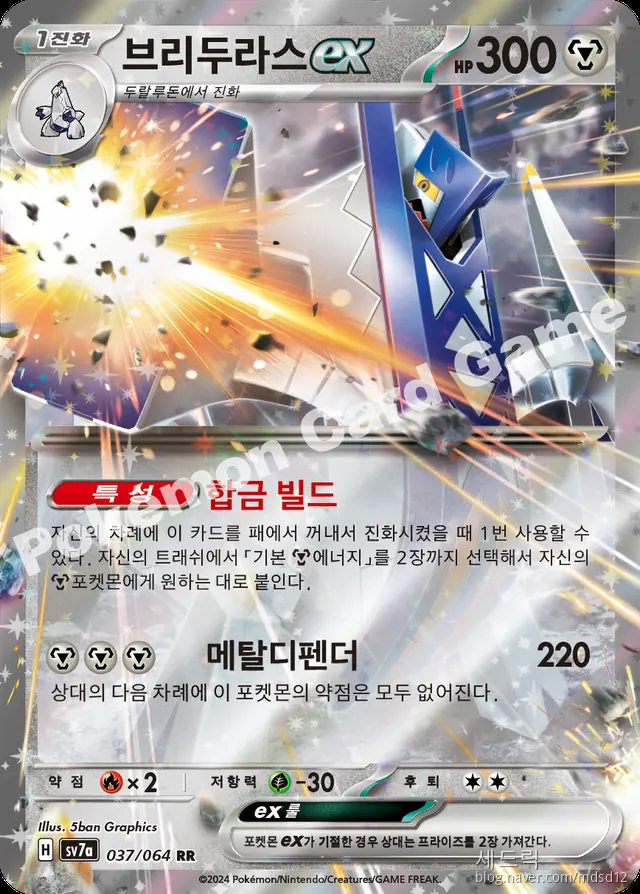 1진화
브리두라스ex
HP 300
두랄루돈에서 진화
Pokémon Card Game
특성 합금 빌드
자신의 차례에 이 카드를 패에서 꺼내서 진화시켰을 때 1번 사용할 수
있다. 자신의 트래쉬에서 「기본 에너지」를 2장까지 선택해서 자신의
포켓몬에게 원하는 대로 붙인다.
메탈디펜더 220
상대의 다음 차례에 이 포켓몬의 약점은 모두 없어진다.
약점 ×2 저항력 -30 후퇴
ex룰
포켓몬 ex가 기절한 경우 상대는 프라이즈를 2장 가져간다.
Illus. 5ban Graphics
H sv7a 037/064 RR
©2024 Pokémon/Nintendo/Creatures/GAME FREAK.
세드릭
blog.naver.com/mdsd12